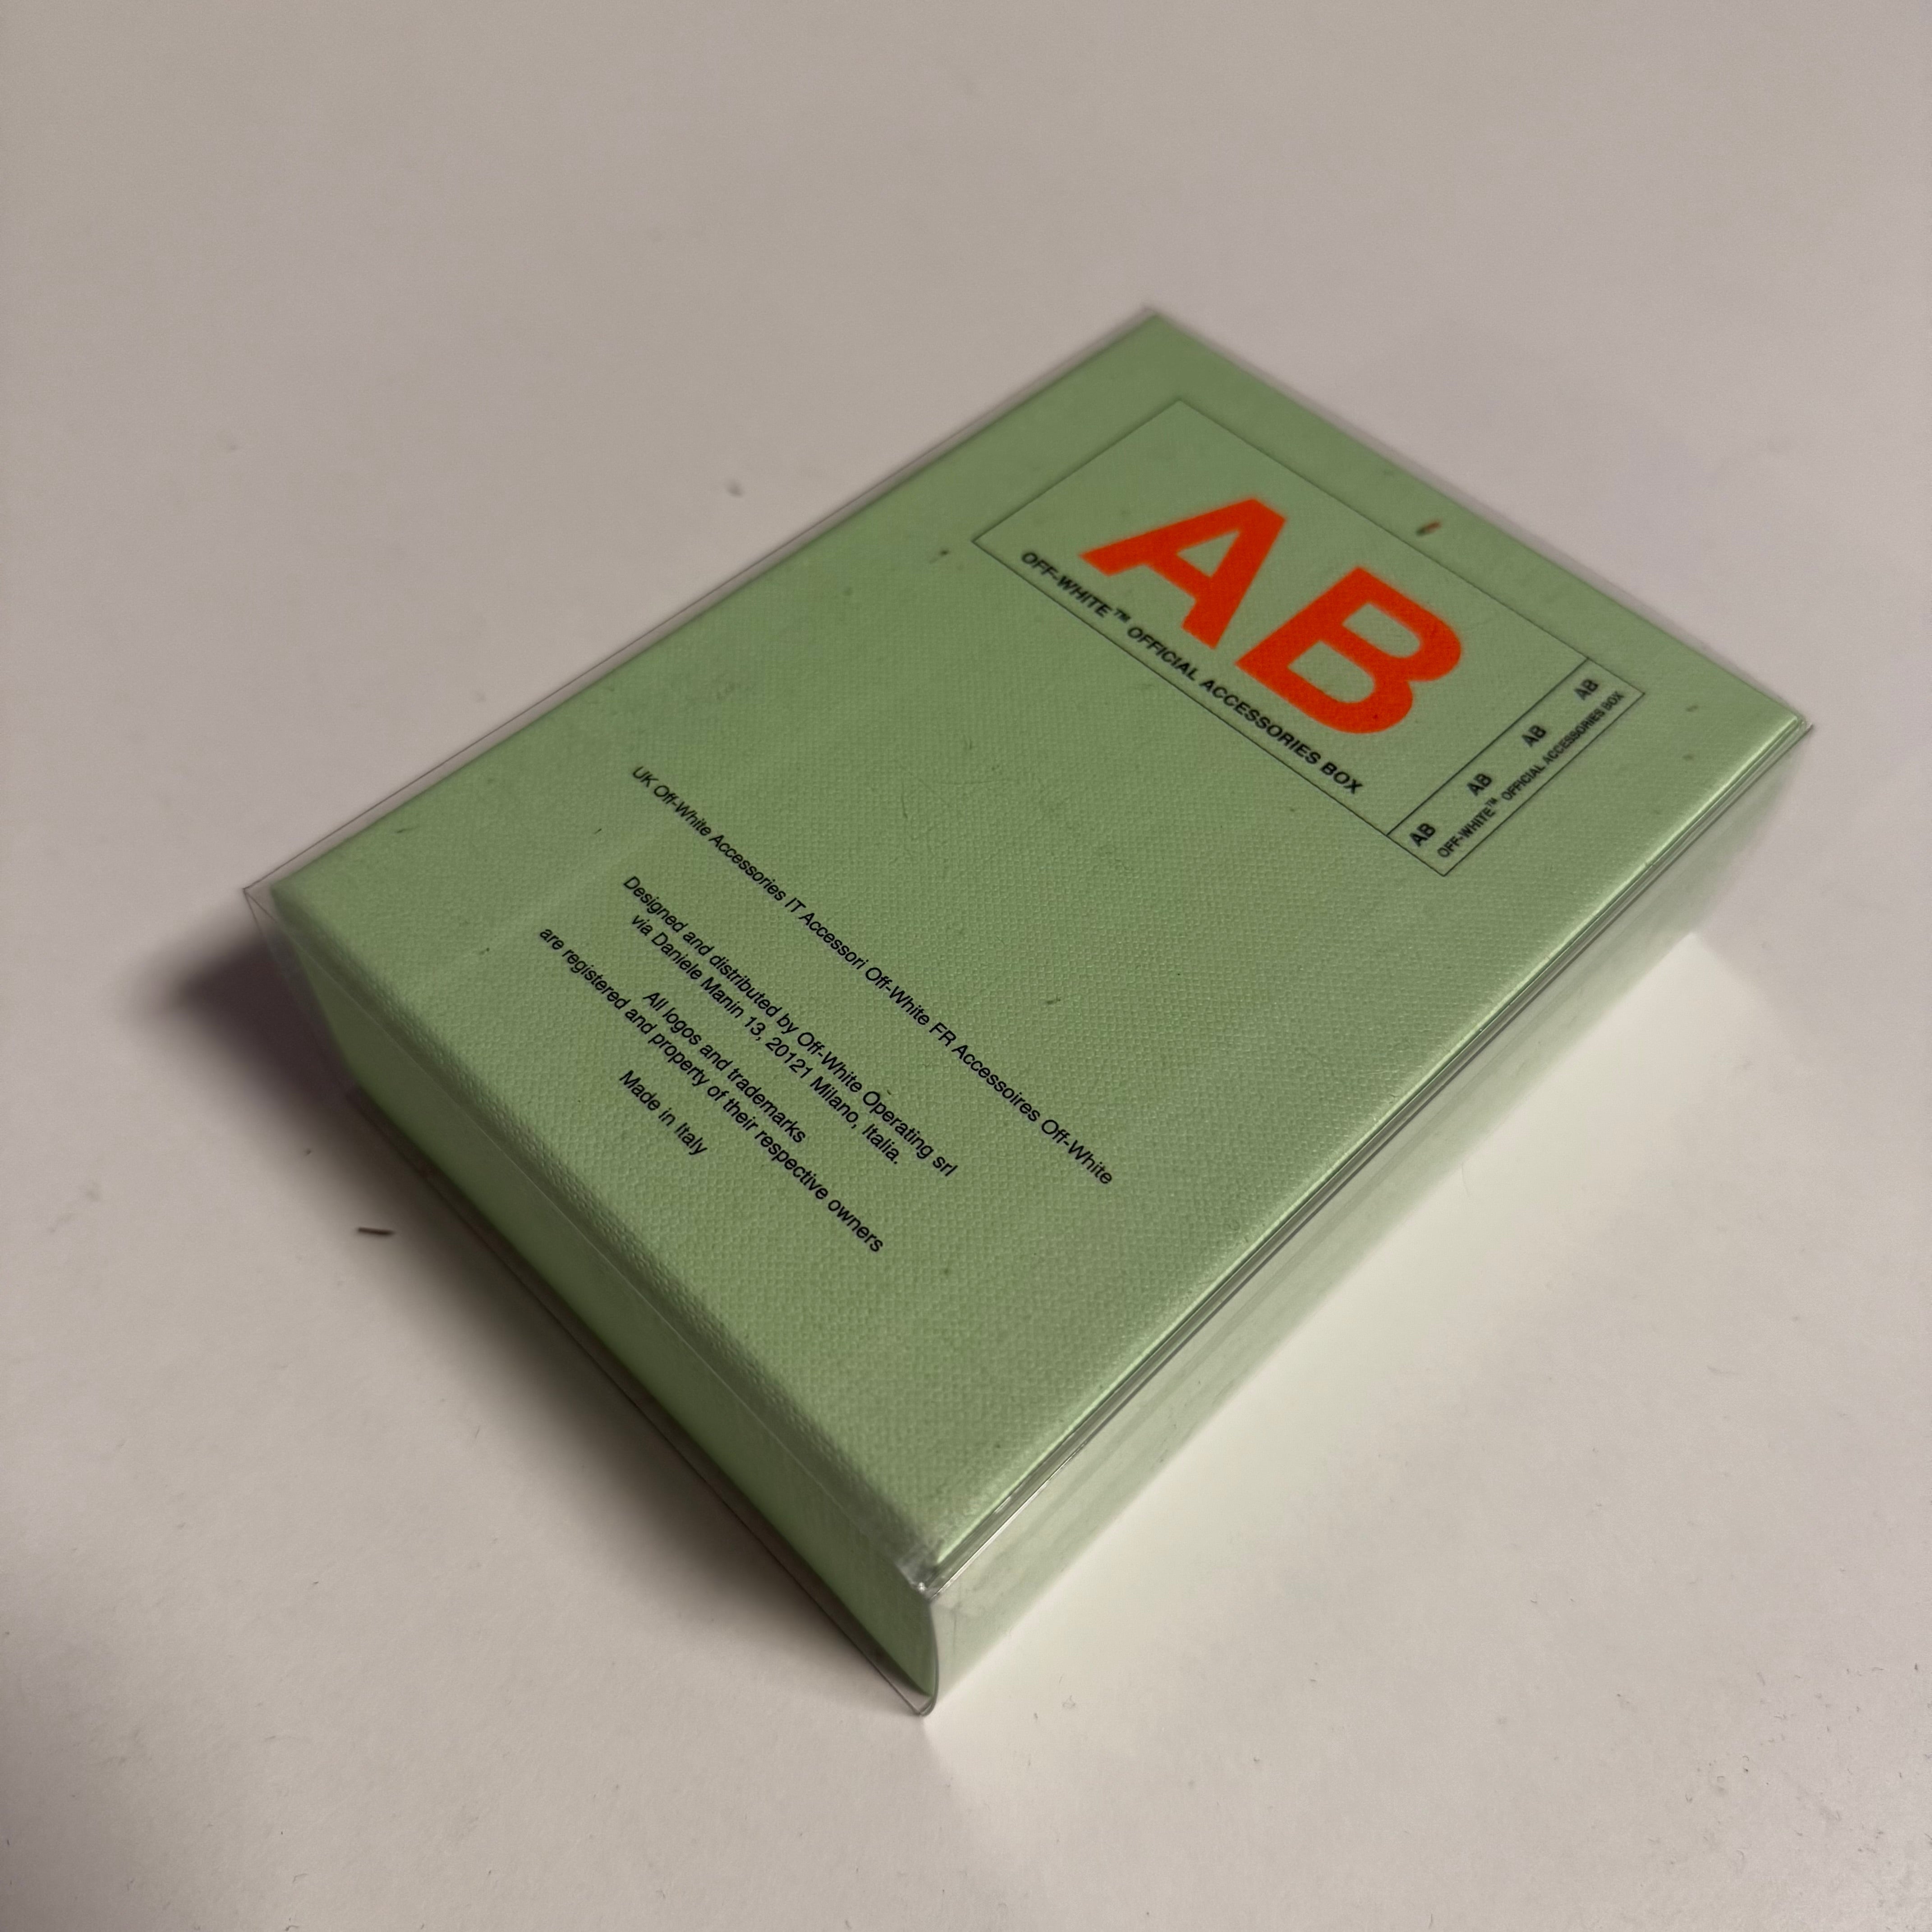 AB
OFF-WHITE™ OFFICIAL ACCESSORIES BOX
AB AB AB AB
OFF-WHITE™ OFFICIAL ACCESSORIES BOX
UK Off-White Accessories IT Accessori Off-White FR Accessoires Off-White
Designed and distributed by Off-White Operating srl
via Daniele Manin 13, 20121 Milano, Italia.
All logos and trademarks
are registered and property of their respective owners
Made in Italy